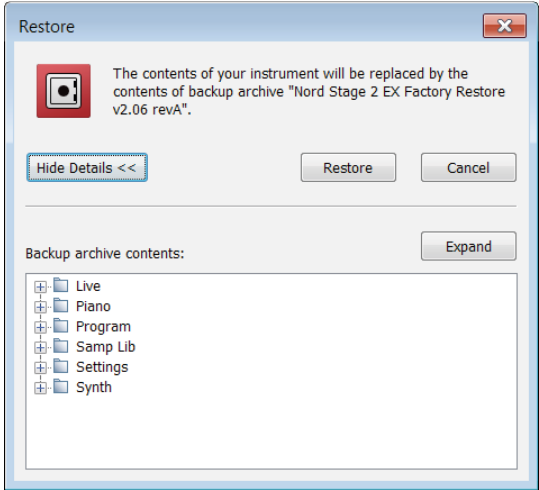 Restore
The contents of your instrument will be replaced by the
contents of backup archive "Nord Stage 2 EX Factory Restore
v2.06 revA".
Hide Details <<
Restore
Cancel
Expand
Backup archive contents:
Live
Piano
Program
Samp Lib
Settings
Synth